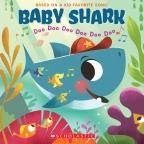 BASED ON A KID-FAVORITE SONG!
BABY SHARK
Doo Doo Doo Doo Doo Doo
SCHOLASTIC